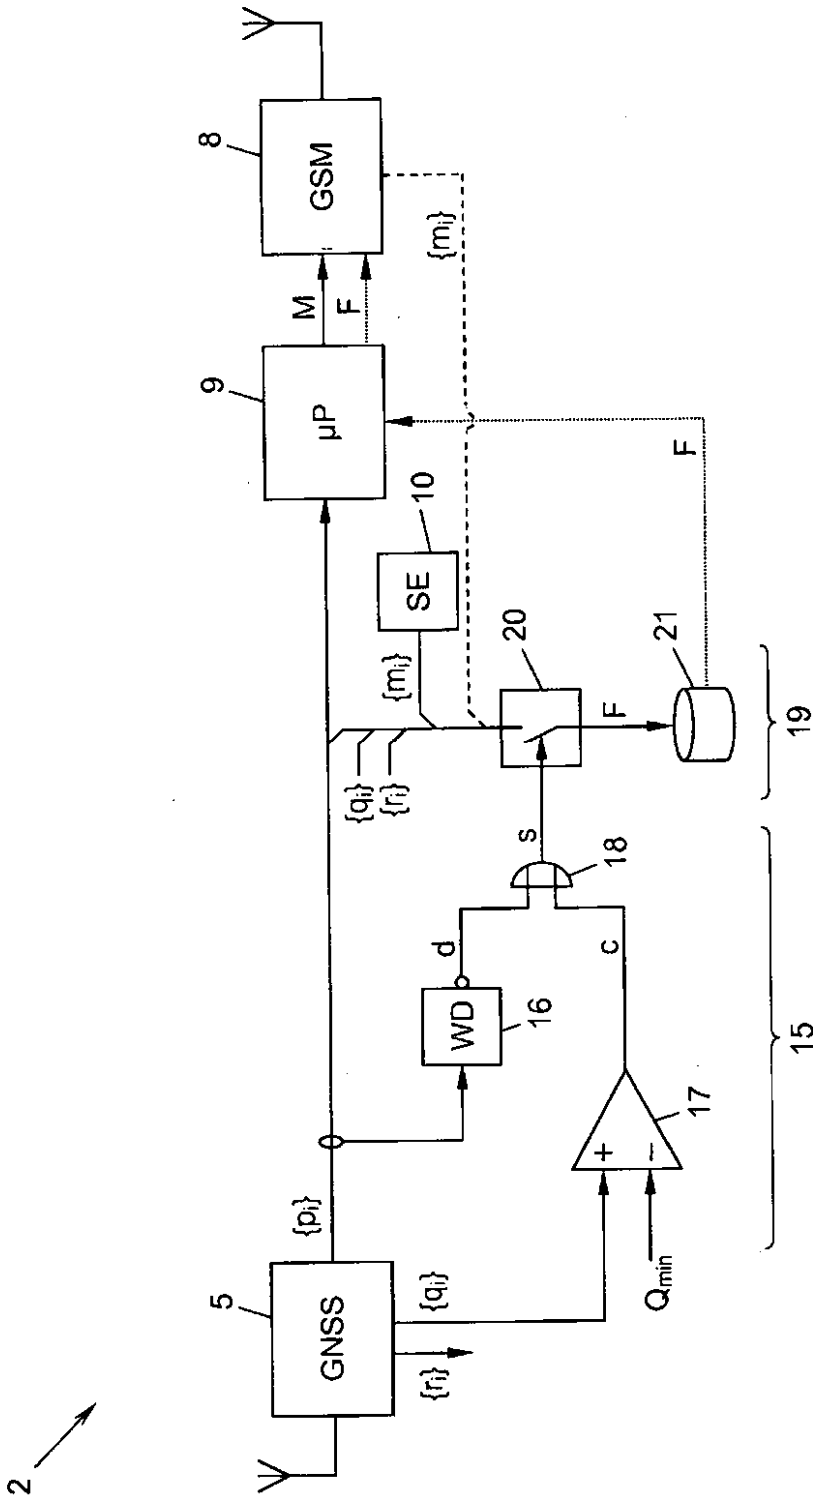 2
5
GNSS
{pᵢ}
{qᵢ}
{rᵢ}
Qmin
+
−
17
WD
16
d
c
15
18
s
{qᵢ}
{rᵢ}
{mᵢ}
SE
10
20
F
21
19
9
µP
M
F
F
8
GSM
{mᵢ}